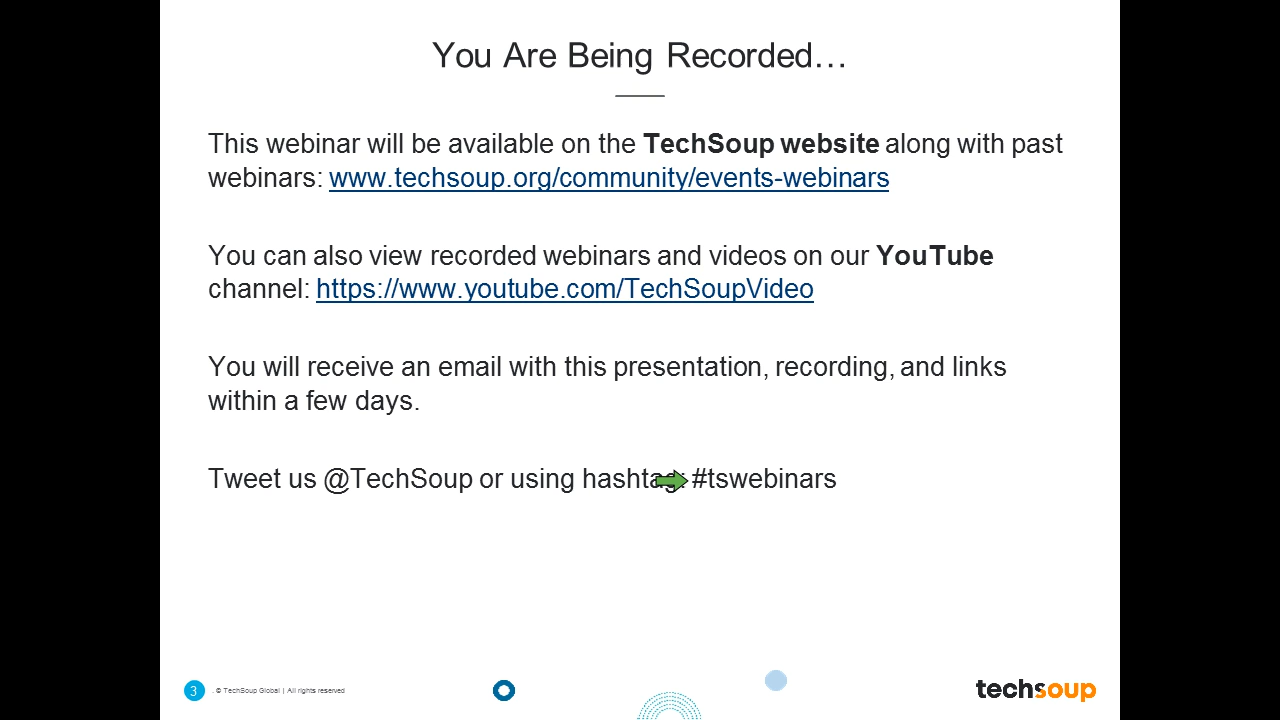 You Are Being Recorded…
This webinar will be available on the TechSoup website along with past
webinars: www.techsoup.org/community/events-webinars
You can also view recorded webinars and videos on our YouTube
channel: https://www.youtube.com/TechSoupVideo
You will receive an email with this presentation, recording, and links
within a few days.
Tweet us @TechSoup or using hashtag: #tswebinars
3 . © TechSoup Global | All rights reserved
techsoup